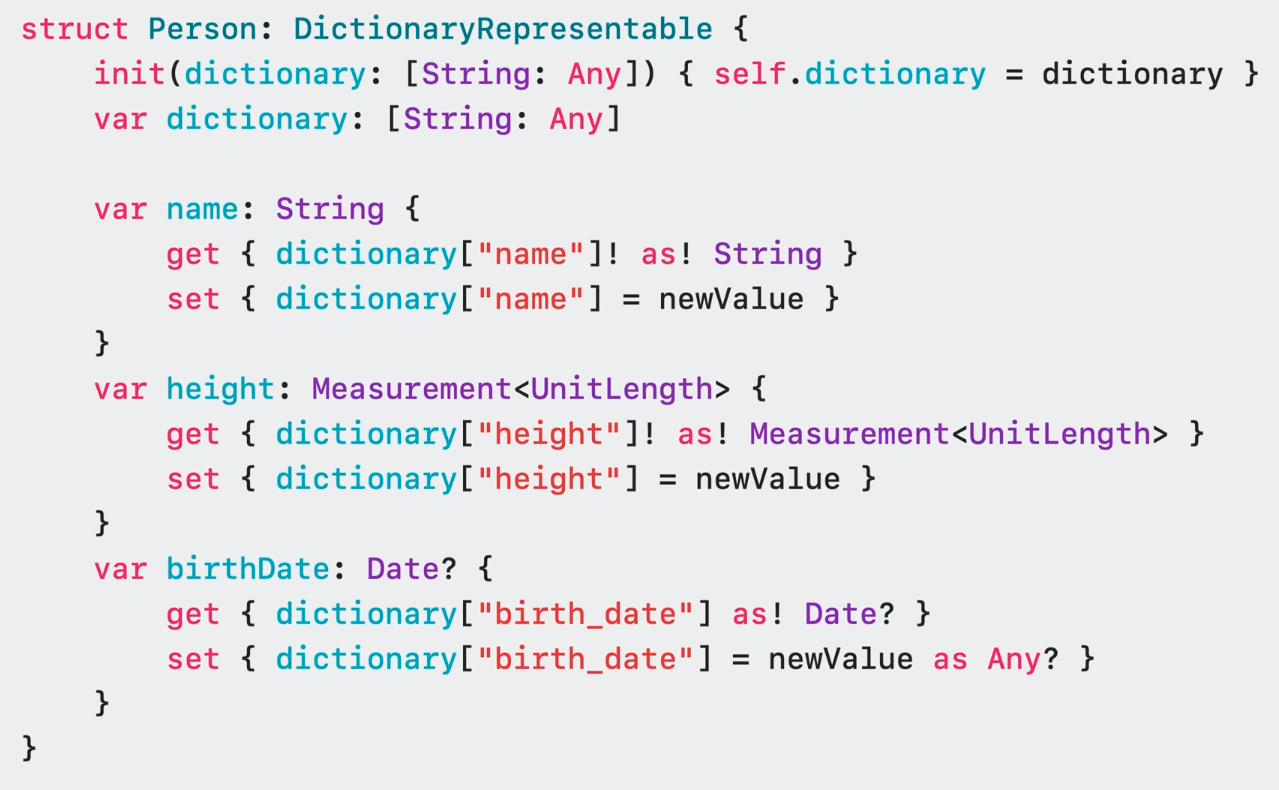 struct Person: DictionaryRepresentable {
    init(dictionary: [String: Any]) { self.dictionary = dictionary }
    var dictionary: [String: Any]

    var name: String {
        get { dictionary["name"]! as! String }
        set { dictionary["name"] = newValue }
    }
    var height: Measurement<UnitLength> {
        get { dictionary["height"]! as! Measurement<UnitLength> }
        set { dictionary["height"] = newValue }
    }
    var birthDate: Date? {
        get { dictionary["birth_date"] as! Date? }
        set { dictionary["birth_date"] = newValue as Any? }
    }
}